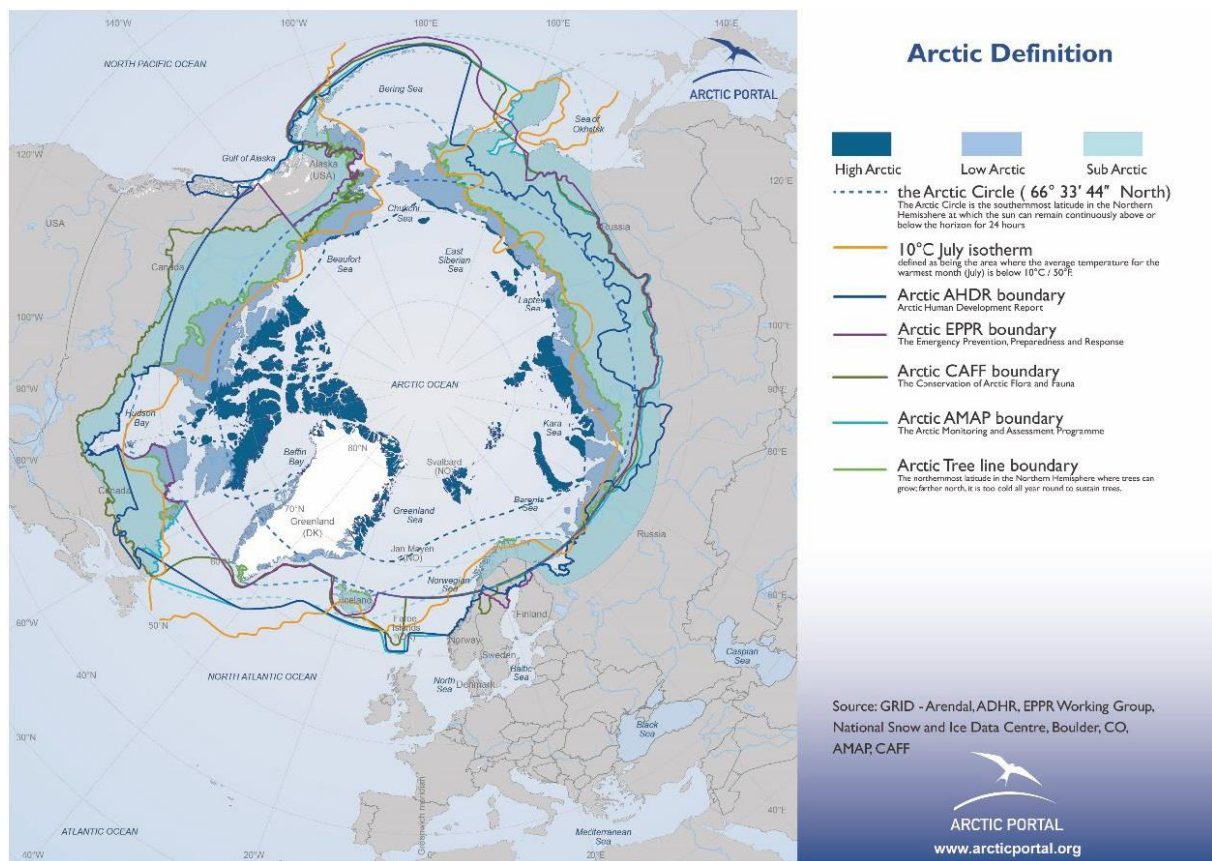 140°W
160°W
180°E
160°E
140°E
NORTH PACIFIC OCEAN
Bering Sea
ARCTIC PORTAL
Sea of
Okhotsk
120°W
Gulf of Alaska
Alaska
(USA)
120°E
USA
Chukchi
Sea
Russia
Canada
Beaufort
Sea
East
Siberian
Sea
Laptev
Sea
100°W
100°E
ARCTIC OCEAN
90°W
90°E
Hudson
Bay
Kara
Sea
80°W
80°N
80°E
Baffin
Bay
Svalbard
(NO)
Canada
Barents
Sea
70°N
Greenland
(DK)
Greenland
Sea
Russia
Jan Mayen
(NO)
60°N
Norwegian
Sea
Iceland
Finland
60°E
60°W
50°N
Faroe
Islands
Norway
Sweden
Caspian
Sea
40°N
NORTH ATLANTIC OCEAN
North
Sea
Denmark
Baltic
Sea
Black
Sea
30°N
Greenwich meridian
40°E
ATLANTIC OCEAN
Mediterranean
Sea
40°W
20°W
0°E
20°E
Arctic Definition
High Arctic
Low Arctic
Sub Arctic
the Arctic Circle ( 66° 33' 44" North)
The Arctic Circle is the southernmost latitude in the Northern
Hemisphere at which the sun can remain continuously above or
below the horizon for 24 hours
10°C July isotherm
defined as being the area where the average temperature for the
warmest month (July) is below 10°C / 50°F.
Arctic AHDR boundary
Arctic Human Development Report
Arctic EPPR boundary
The Emergency Prevention, Preparedness and Response
Arctic CAFF boundary
The Conservation of Arctic Flora and Fauna
Arctic AMAP boundary
The Arctic Monitoring and Assessment Programme
Arctic Tree line boundary
The northernmost latitude in the Northern Hemisphere where trees can
grow; farther north, it is too cold all year round to sustain trees.
Source: GRID - Arendal, ADHR, EPPR Working Group,
National Snow and Ice Data Centre, Boulder, CO,
AMAP, CAFF
ARCTIC PORTAL
www.arcticportal.org